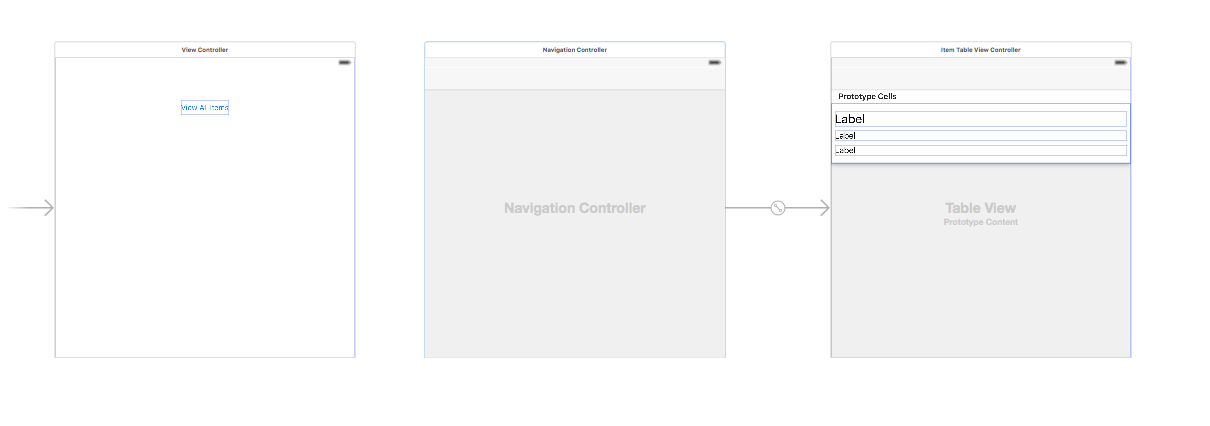 View Controller
View All Items
Navigation Controller
Navigation Controller
Item Table View Controller
Prototype Cells
Label
Label
Label
Table View
Prototype Content